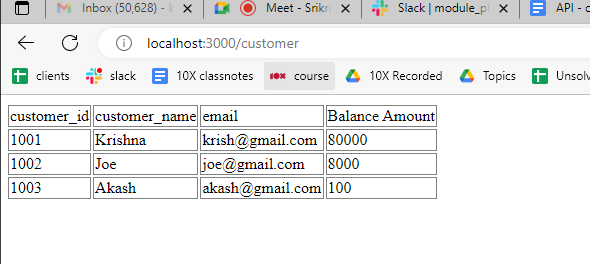 Inbox (50,628) - k
Meet - Srikri
Slack | module_pl
API - c
localhost:3000/customer
clients slack 10X classnotes course 10X Recorded Topics Unsolv
customer_id customer_name email Balance Amount
1001 Krishna krish@gmail.com 80000
1002 Joe joe@gmail.com 8000
1003 Akash akash@gmail.com 100